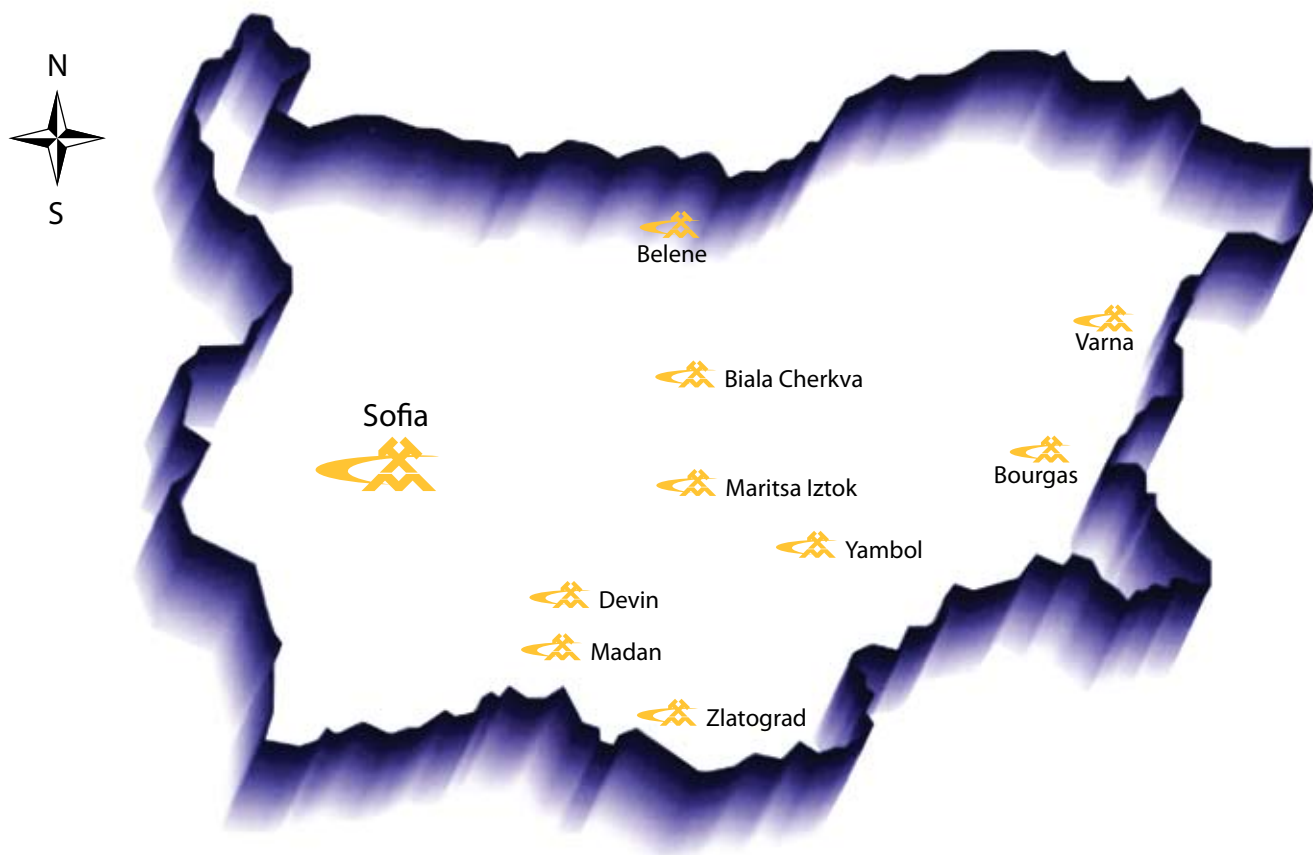 N
S
Belene
Varna
Biala Cherkva
Sofia
Bourgas
Maritsa Iztok
Yambol
Devin
Madan
Zlatograd